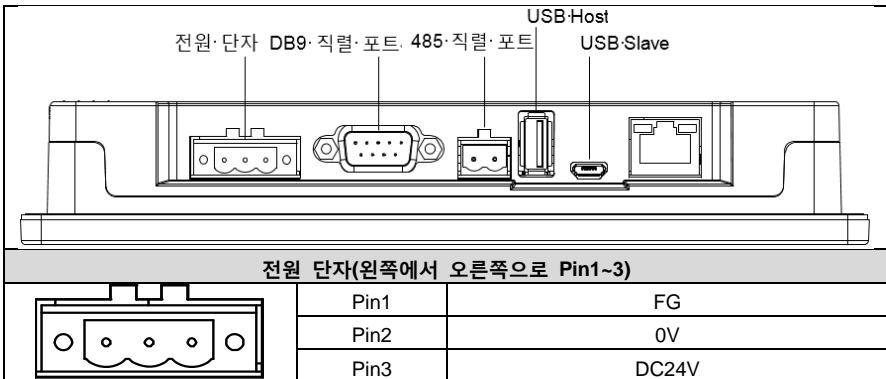 USB·Host
전원·단자 DB9·직렬·포트 485·직렬·포트 USB·Slave
전원 단자(왼쪽에서 오른쪽으로 Pin1~3)
Pin1 FG
Pin2 0V
Pin3 DC24V